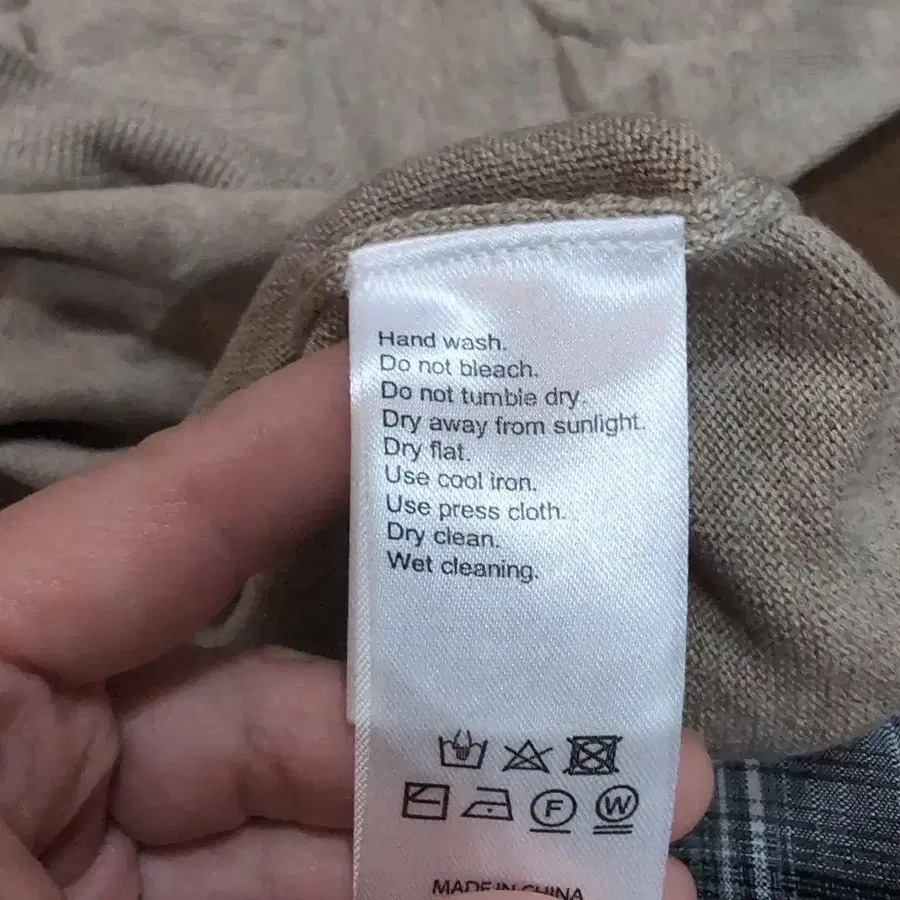 Hand wash.
Do not bleach.
Do not tumble dry.
Dry away from sunlight.
Dry flat.
Use cool iron.
Use press cloth.
Dry clean.
Wet cleaning.
F W
MADE IN CHINA